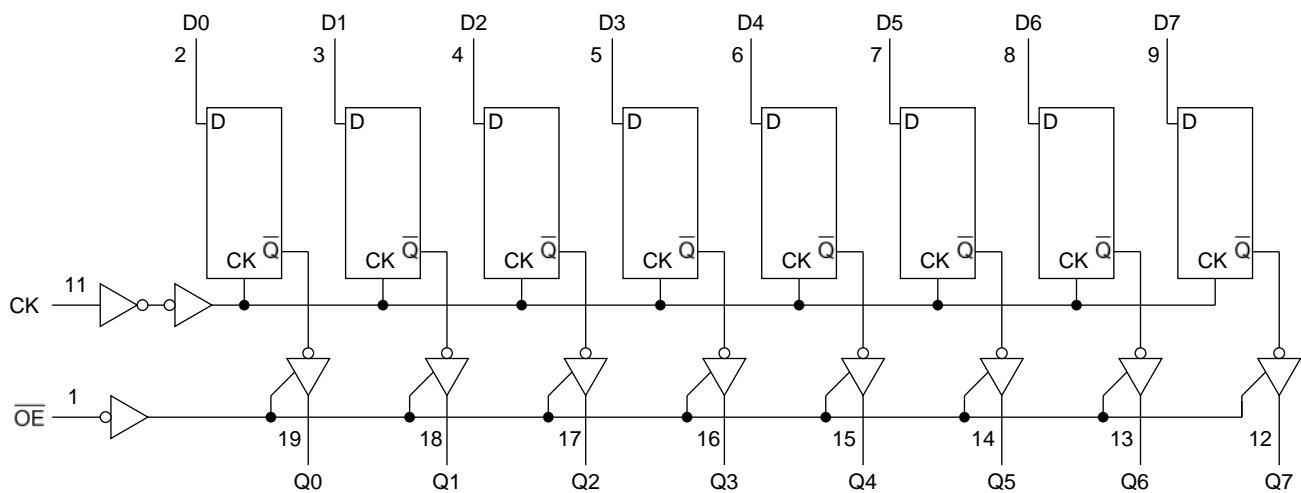 D0 D1 D2 D3 D4 D5 D6 D7
2 3 4 5 6 7 8 9
D D D D D D D D
Q̅ Q̅ Q̅ Q̅ Q̅ Q̅ Q̅ Q̅
CK CK CK CK CK CK CK
11
CK
1
O̅E̅
19 18 17 16 15 14 13 12
Q0 Q1 Q2 Q3 Q4 Q5 Q6 Q7